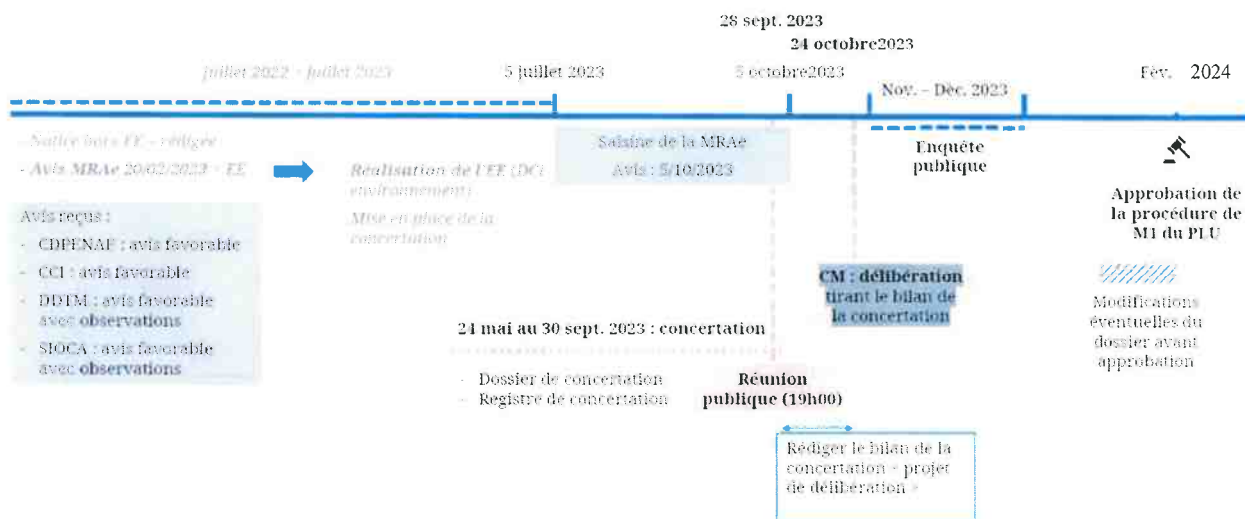 28 sept. 2023
24 octobre2023
juillet 2022 - juillet 2023
5 juillet 2023
5 octobre2023
Nov. – Déc. 2023
Fév. 2024
- Notice hors EE - rédigée
- Avis MRAe 20/02/2023 - EE
Réalisation de l'EE (DCI
environnement)
Mise en place de la
concertation
Saisine de la MRAe
Avis : 5/10/2023
Enquête
publique
Approbation de
la procédure de
M1 du PLU
Avis reçus :
- CDPENAF : avis favorable
- CCI : avis favorable
- DDTM : avis favorable
avec observations
- SIOCA : avis favorable
avec observations
CM : délibération
tirant le bilan de
la concertation
Modifications
éventuelles du
dossier avant
approbation
24 mai au 30 sept. 2023 : concertation
- Dossier de concertation
- Registre de concertation
Réunion
publique (19h00)
Rédiger le bilan de la
concertation - projet
de délibération -